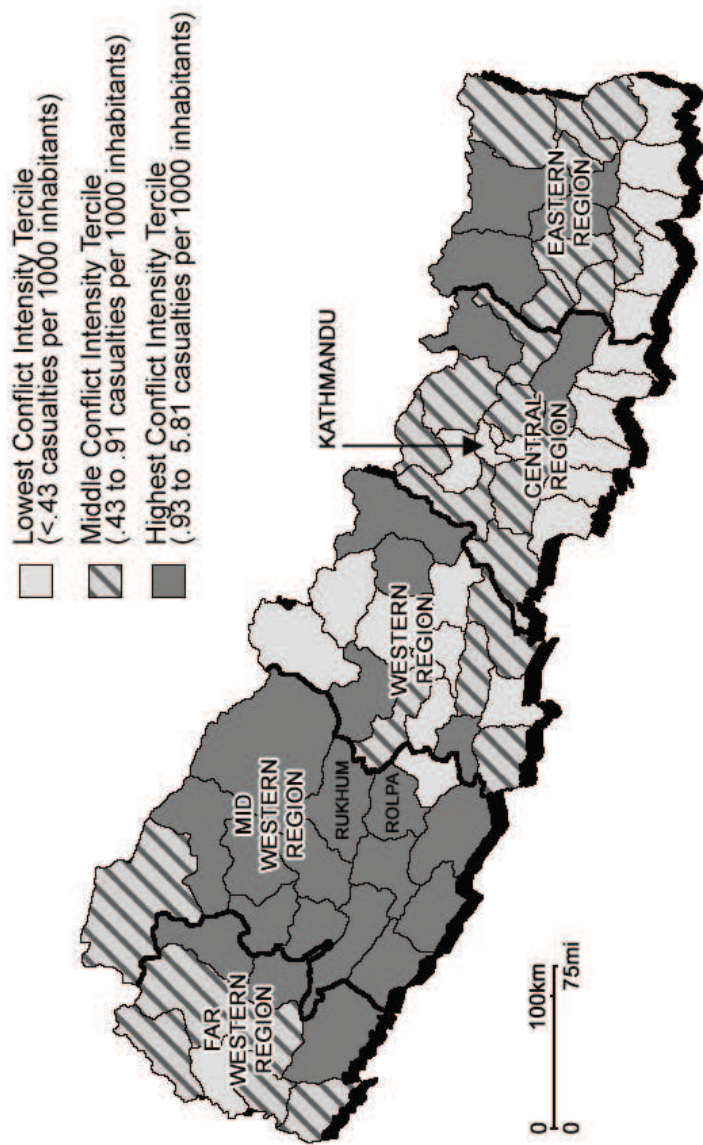 Lowest Conflict Intensity Tercile
(<.43 casualties per 1000 inhabitants)
Middle Conflict Intensity Tercile
(.43 to .91 casualties per 1000 inhabitants)
Highest Conflict Intensity Tercile
(.93 to 5.81 casualties per 1000 inhabitants)
KATHMANDU
FAR
WESTERN
REGION
MID
WESTERN
REGION
RUKHUM
ROLPA
WESTERN
REGION
CENTRAL
REGION
EASTERN
REGION
0 100km
0 75mi